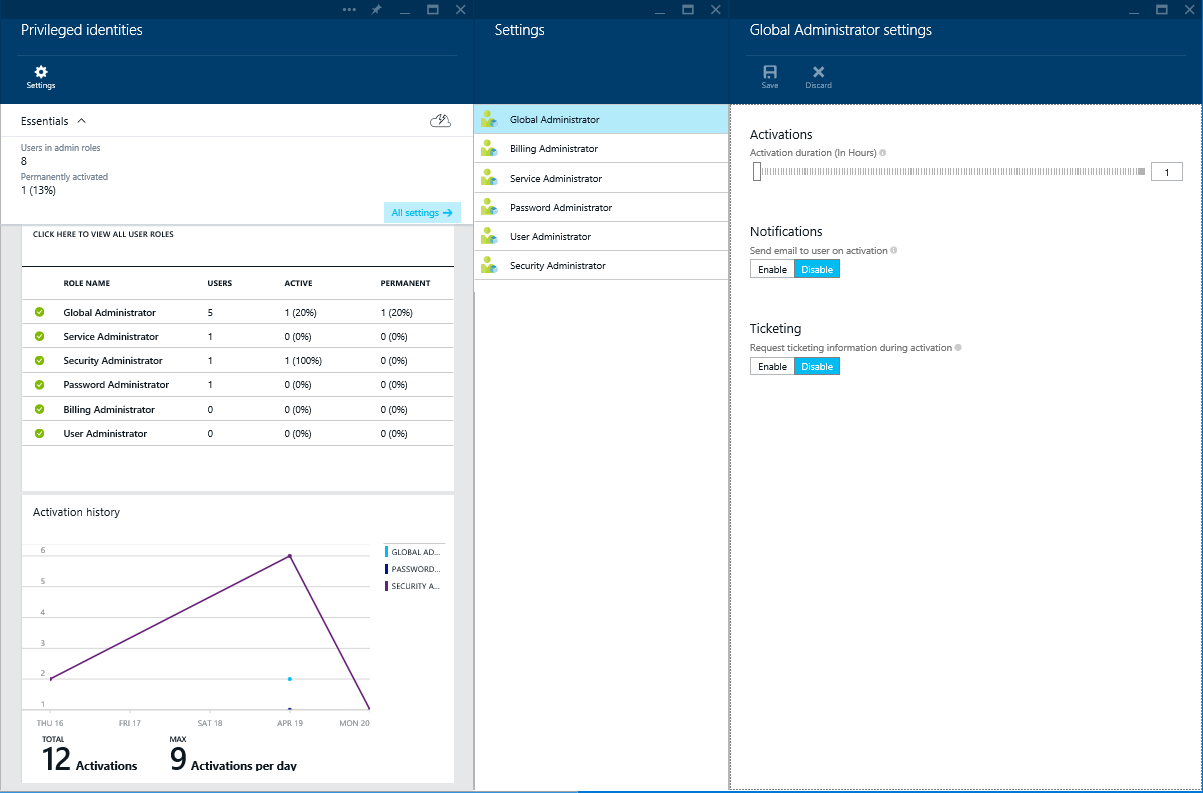 Privileged identities
Settings
Essentials
Users in admin roles
8
Permanently activated
1 (13%)
All settings →
CLICK HERE TO VIEW ALL USER ROLES
ROLE NAME USERS ACTIVE PERMANENT
Global Administrator 5 1 (20%) 1 (20%)
Service Administrator 1 0 (0%) 0 (0%)
Security Administrator 1 1 (100%) 0 (0%)
Password Administrator 1 0 (0%) 0 (0%)
Billing Administrator 0 0 (0%) 0 (0%)
User Administrator 0 0 (0%) 0 (0%)
Activation history
6
5
4
3
2
1
THU 16 FRI 17 SAT 18 APR 19 MON 20
GLOBAL AD...
PASSWORD...
SECURITY A...
TOTAL MAX
12 Activations 9 Activations per day
Settings
Global Administrator
Billing Administrator
Service Administrator
Password Administrator
User Administrator
Security Administrator
Global Administrator settings
Save Discard
Activations
Activation duration (In Hours)
1
Notifications
Send email to user on activation
Enable Disable
Ticketing
Request ticketing information during activation
Enable Disable